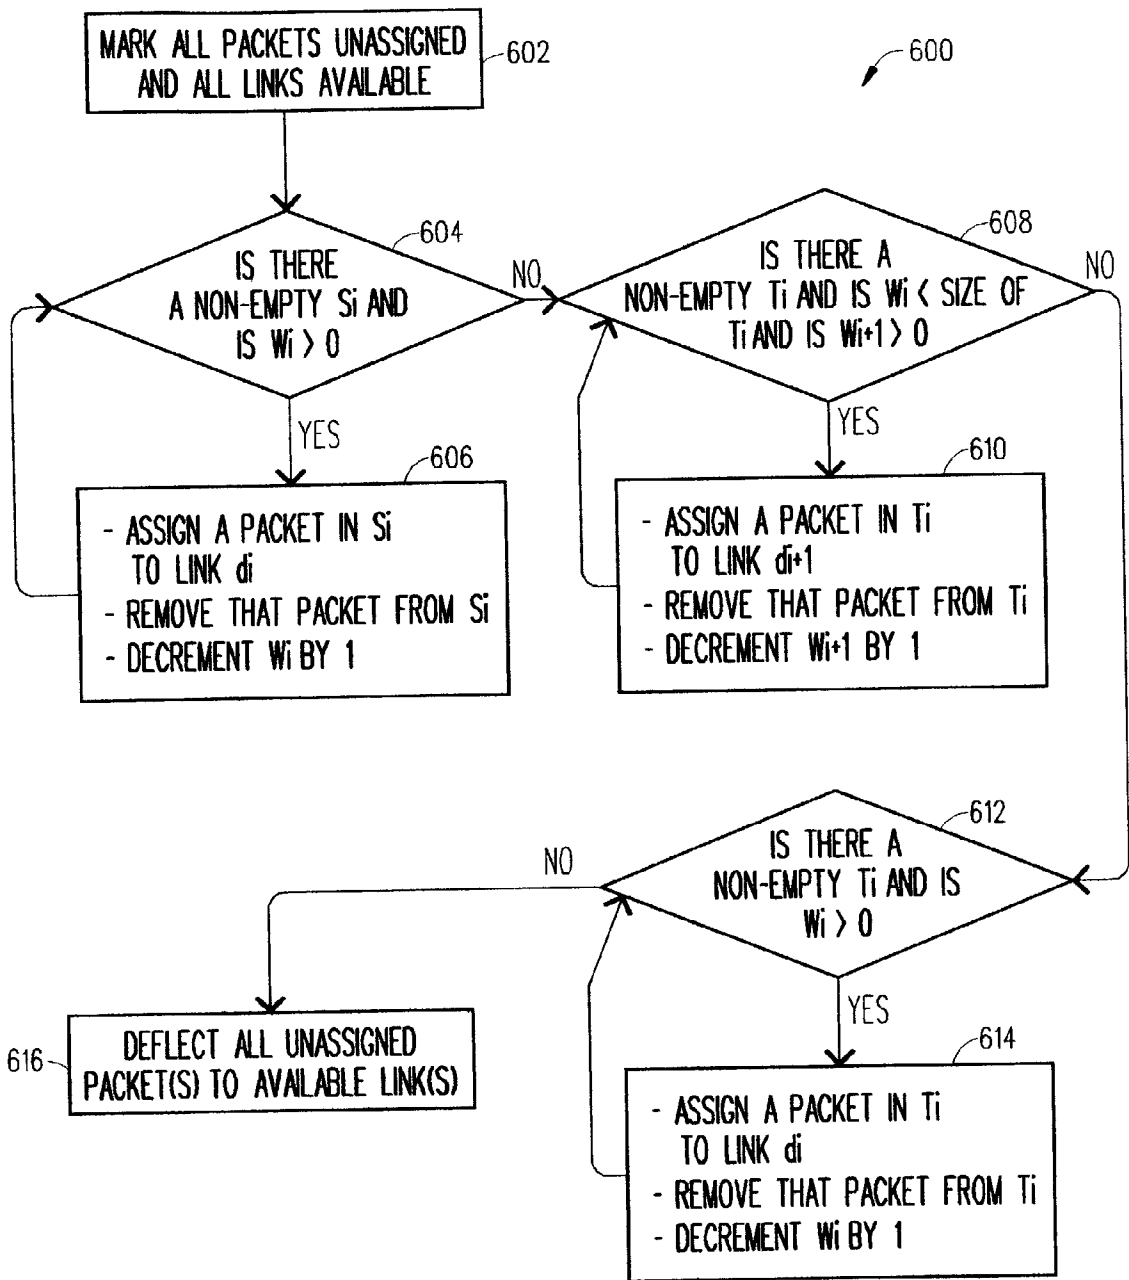 MARK ALL PACKETS UNASSIGNED
AND ALL LINKS AVAILABLE
602
600
604
IS THERE
A NON-EMPTY Si AND
IS Wi > 0
NO
608
IS THERE A
NON-EMPTY Ti AND IS Wi < SIZE OF
Ti AND IS Wi+1 > 0
NO
YES
606
- ASSIGN A PACKET IN Si
TO LINK di
- REMOVE THAT PACKET FROM Si
- DECREMENT Wi BY 1
YES
610
- ASSIGN A PACKET IN Ti
TO LINK di+1
- REMOVE THAT PACKET FROM Ti
- DECREMENT Wi+1 BY 1
612
IS THERE A
NON-EMPTY Ti AND IS
Wi > 0
NO
YES
616
DEFLECT ALL UNASSIGNED
PACKET(S) TO AVAILABLE LINK(S)
614
- ASSIGN A PACKET IN Ti
TO LINK di
- REMOVE THAT PACKET FROM Ti
- DECREMENT Wi BY 1